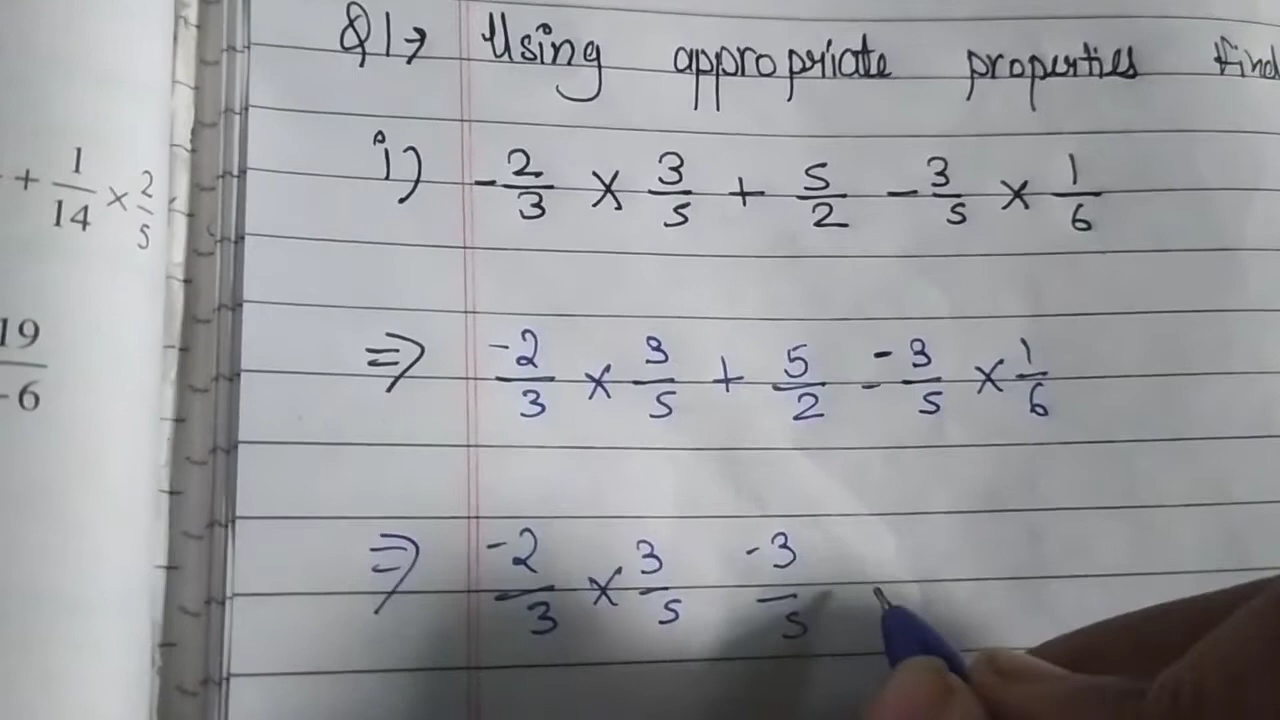 Q1→ Using appropriate properties find
i) -2/3 × 3/5 + 5/2 - 3/5 × 1/6
⇒ -2/3 × 3/5 + 5/2 - -3/5 × 1/6
⇒ -2/3 × 3/5 -3/5
+ 1/14 × 2/5
19/-6